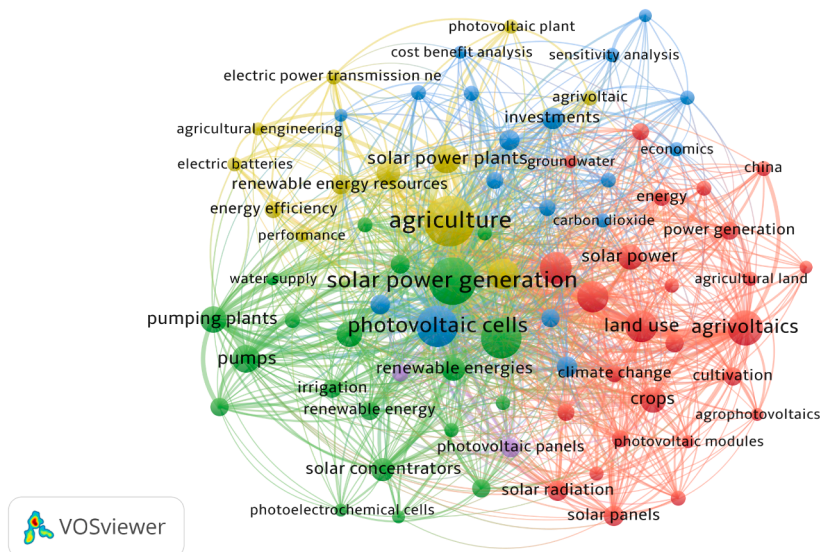 photovoltaic plant
cost benefit analysis
sensitivity analysis
electric power transmission ne
agrivoltaic
investments
agricultural engineering
economics
solar power plants
groundwater
electric batteries
china
renewable energy resources
energy
energy efficiency
agriculture
carbon dioxide
power generation
performance
solar power
water supply
solar power generation
agricultural land
pumping plants
photovoltaic cells
land use
agrivoltaics
pumps
renewable energies
climate change
cultivation
irrigation
crops
renewable energy
agrophotovoltaics
photovoltaic panels
photovoltaic modules
solar concentrators
solar radiation
photoelectrochemical cells
solar panels
VOSviewer